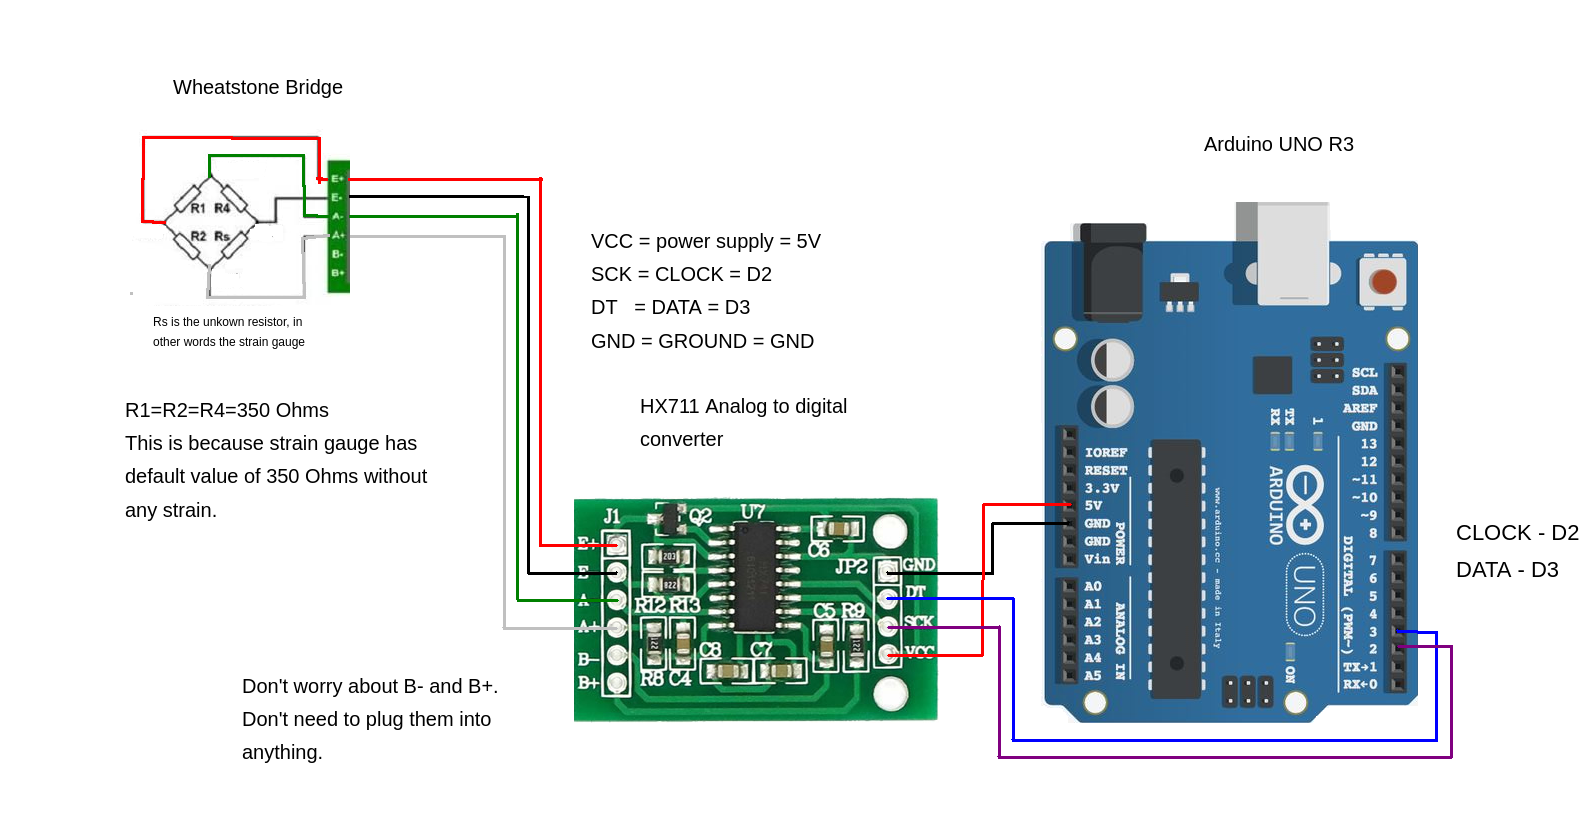 Wheatstone Bridge
Arduino UNO R3
E+
E-
A-
A+
B-
B+
R1 R4
R2 Rs
Rs is the unkown resistor, in
other words the strain gauge
VCC = power supply = 5V
SCK = CLOCK = D2
DT = DATA = D3
GND = GROUND = GND
HX711 Analog to digital
converter
R1=R2=R4=350 Ohms
This is because strain gauge has
default value of 350 Ohms without
any strain.
Don't worry about B- and B+.
Don't need to plug them into
anything.
J1
Q2
U7
C6
E+
E
A
A+
B-
B+
203
822
R12 R13
122
R8 C4
C8
C7
C5 R9
122
JP2
GND
DT
SCK
VCC
IOREF
RESET
3.3V
5V
GND
GND
Vin
POWER
A0
A1
A2
A3
A4
A5
ANALOG IN
www.arduino.cc - made in Italy
RX
TX
1
ARDUINO
UNO
ON
SCL
SDA
AREF
GND
13
12
~11
~10
~9
8
7
6
5
4
3
2
TX→1
RX←0
DIGITAL (PWM~)
CLOCK - D2
DATA - D3